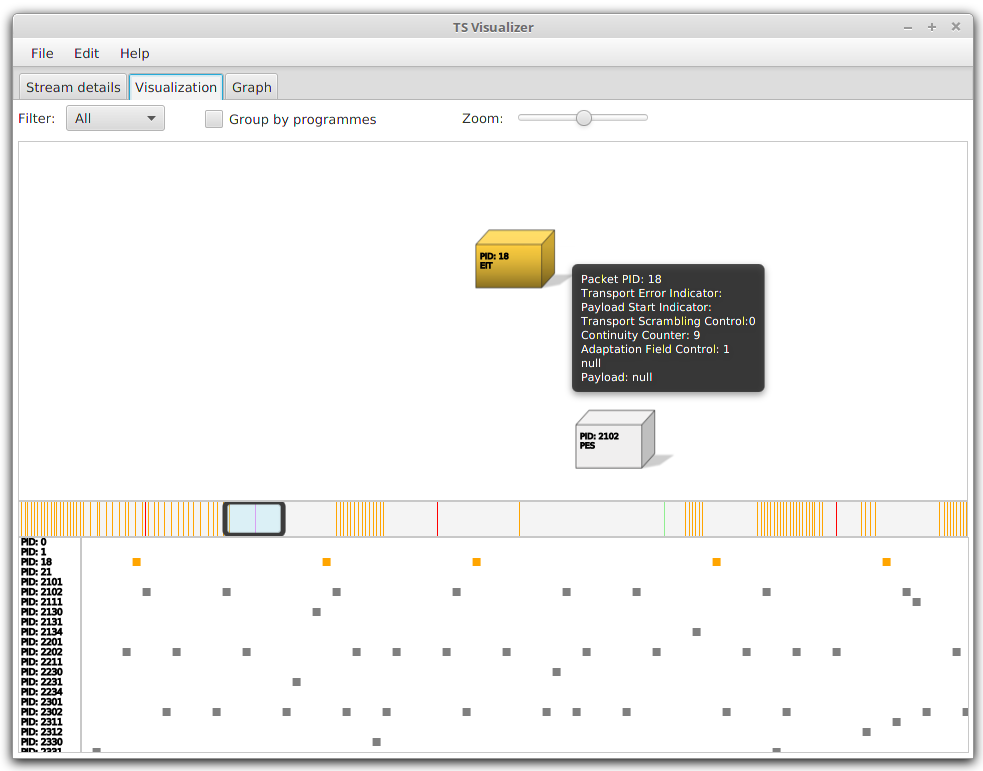 TS Visualizer
File Edit Help
Stream details Visualization Graph
Filter: All Group by programmes Zoom:
PID: 18
EIT
Packet PID: 18
Transport Error Indicator:
Payload Start Indicator:
Transport Scrambling Control:0
Continuity Counter: 9
Adaptation Field Control: 1
null
Payload: null
PID: 2102
PES
PID: 0
PID: 1
PID: 18
PID: 21
PID: 2101
PID: 2102
PID: 2111
PID: 2130
PID: 2131
PID: 2134
PID: 2201
PID: 2202
PID: 2211
PID: 2230
PID: 2231
PID: 2234
PID: 2301
PID: 2302
PID: 2311
PID: 2312
PID: 2330
PID: 2331